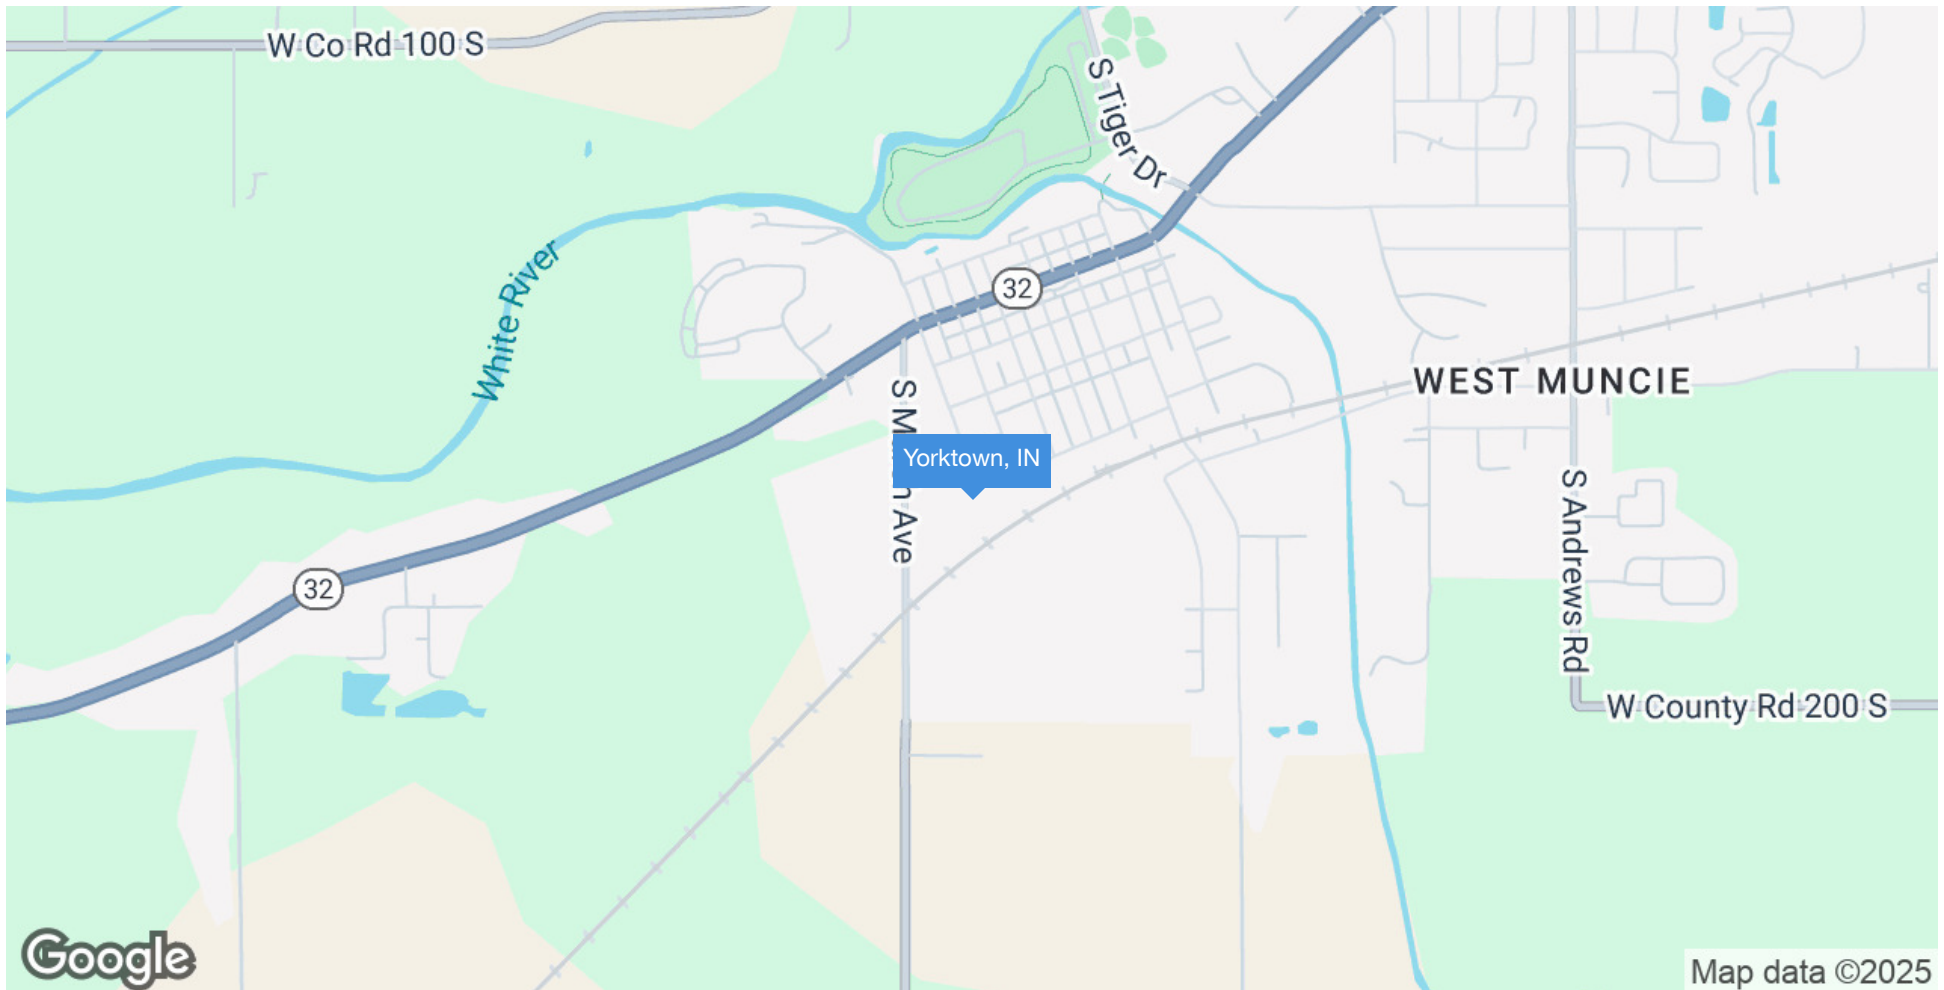 W Co Rd 100 S
S Tiger Dr
32
White River
WEST MUNCIE
Yorktown, IN
S M n Ave
S Andrews Rd
32
W County Rd 200 S
Google
Map data ©2025